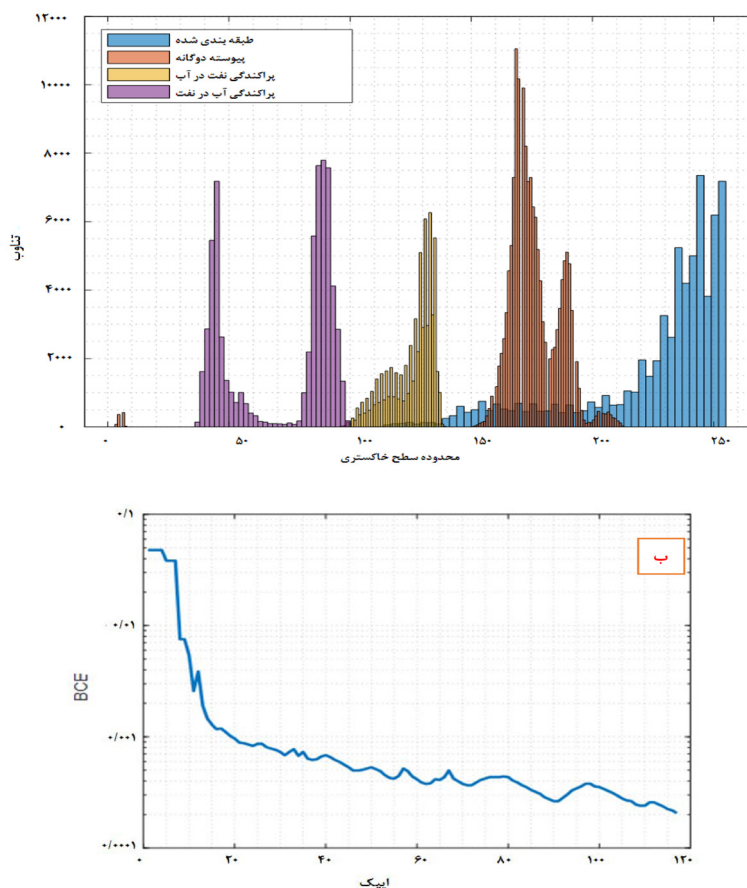 ۱۲۰۰۰
۱۰۰۰۰
۸۰۰۰
۶۰۰۰
۴۰۰۰
۲۰۰۰
۰
تناوب
طبقه بندی شده
پیوسته دوگانه
پراکندگی نفت در آب
پراکندگی آب در نفت
۰ ۵۰ ۱۰۰ ۱۵۰ ۲۰۰ ۲۵۰
محدوده سطح خاکستری
ب
۰/۱
۰/۰۱
۰/۰۰۱
۰/۰۰۰۱
BCE
۰ ۲۰ ۴۰ ۶۰ ۸۰ ۱۰۰ ۱۲۰
اپیک